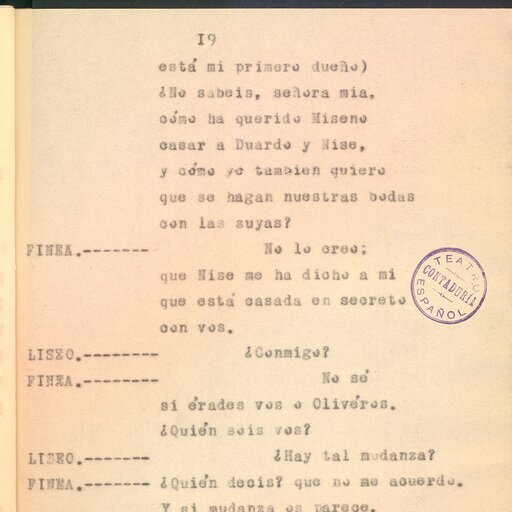 19
está mi primero dueño)
¿No sabeis, señora mia,
cómo ha querido Miseno
casar a Duardo y Nise,
y cómo yo tambien quiero
que se hagan nuestras bodas
con las suyas?
FINEA.------- No lo creo;
que Nise me ha dicho a mi
que está casada en secreto
con vos.
LISEO.-------- ¿Conmigo?
FINEA.-------- No sé
si érades vos o Oliveros.
¿Quién sois vos?
LISEO.------- ¿Hay tal mudanza?
FINEA.------- ¿Quién decis? que no me acuerdo.
Y si mudanza os parece,
TEATRO
CONTADURIA
ESPAÑOL